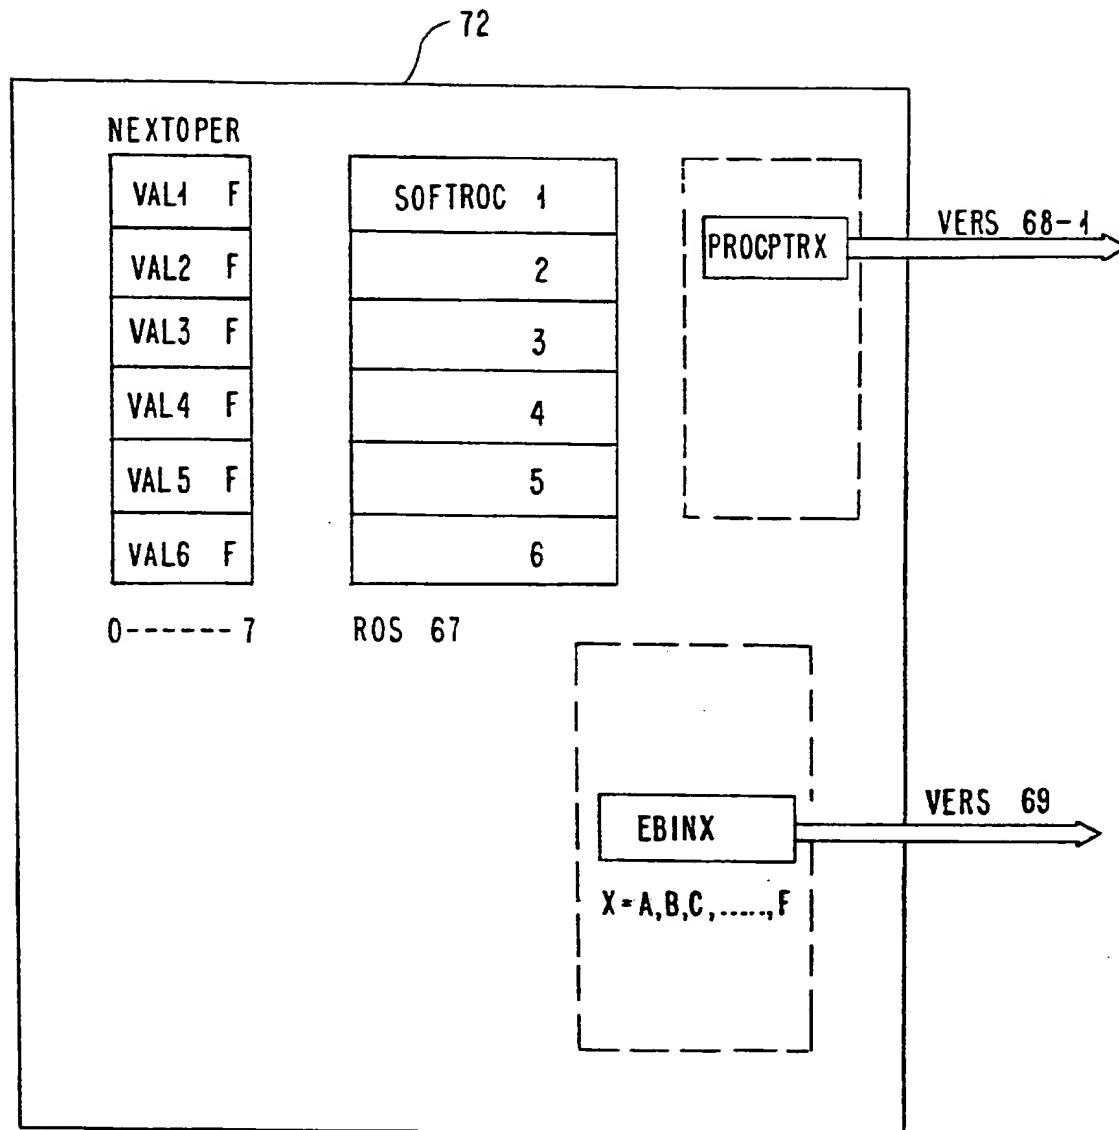 72
NEXTOPER
VAL1 F
VAL2 F
VAL3 F
VAL4 F
VAL5 F
VAL6 F
0------7
SOFTROC 1
2
3
4
5
6
ROS 67
PROCPTRX
VERS 68-1
EBINX
VERS 69
X=A,B,C,.....,F